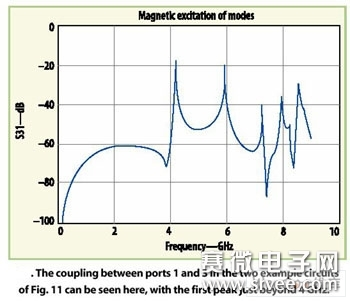 Magnetic excitation of modes
0
−20
−40
−60
−80
−100
S31—dB
0 2 4 6 8 10
Frequency—GHz
. The coupling between ports 1 and 3 in the two example circuits
of Fig. 11 can be seen here, with the first peak just beyond 4 GHz.
赛微电子网
www.srvee.com